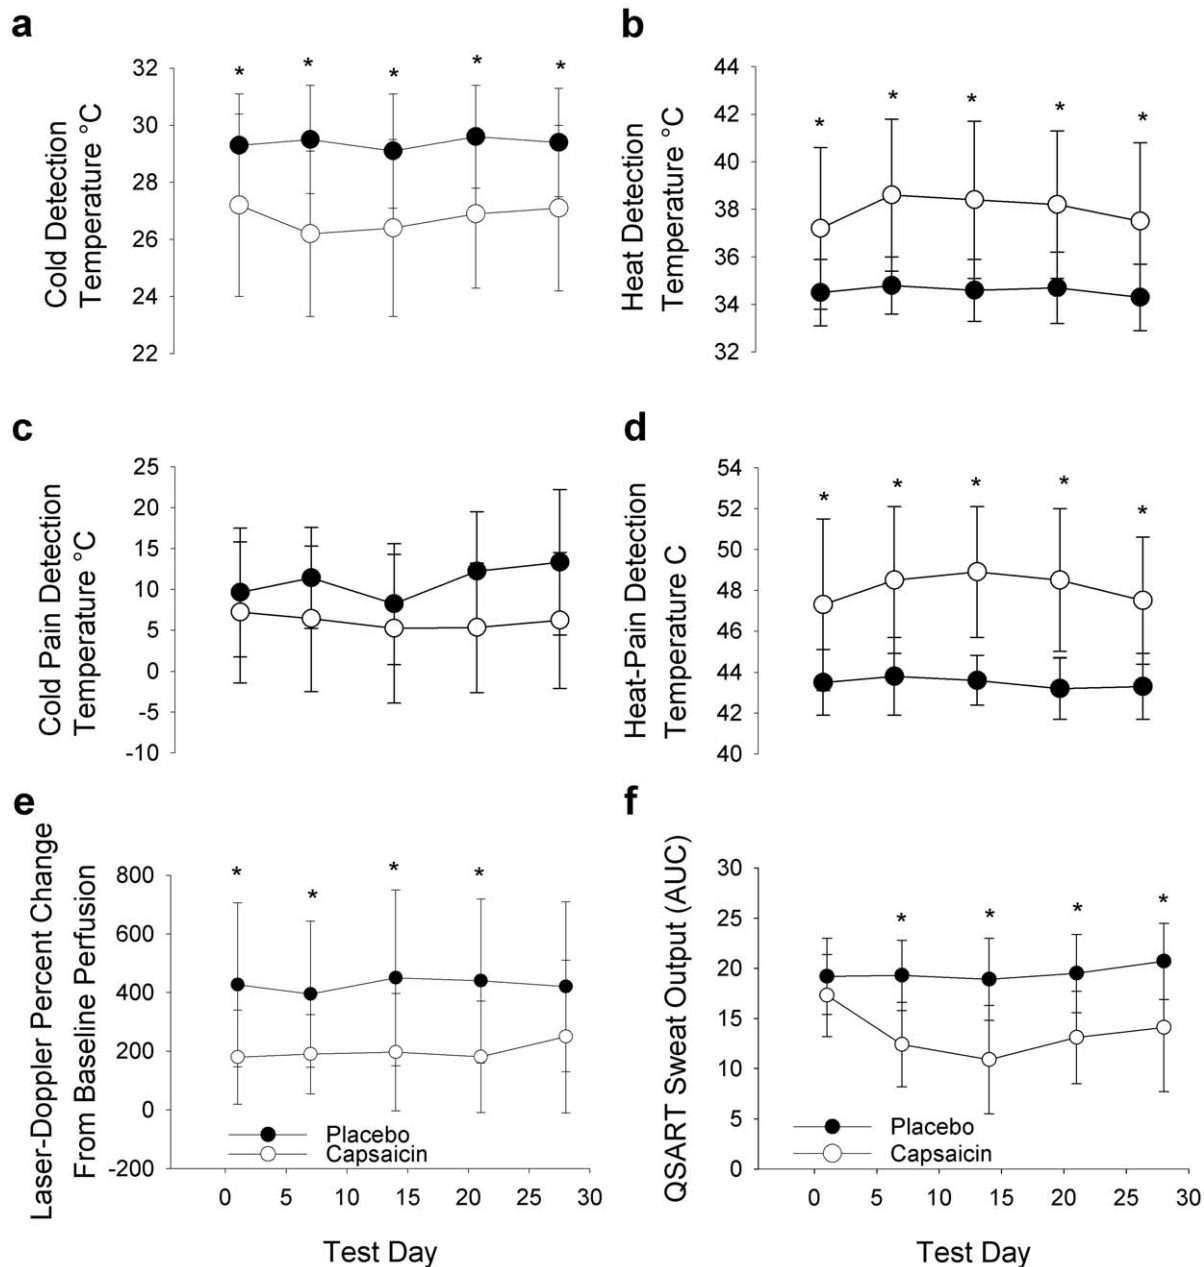 a
b
*
*
*
*
*
Cold Detection
Temperature °C
32
30
28
26
24
22
*
*
*
*
*
Heat Detection
Temperature °C
44
42
40
38
36
34
32
c
d
Cold Pain Detection
Temperature °C
25
20
15
10
5
0
-5
-10
*
*
*
*
*
Heat-Pain Detection
Temperature C
54
52
50
48
46
44
42
40
e
f
Laser-Doppler Percent Change
From Baseline Perfusion
800
600
400
200
0
-200
*
*
*
*
Placebo
Capsaicin
0 5 10 15 20 25 30
Test Day
QSART Sweat Output (AUC)
30
25
20
15
10
5
0
*
*
*
*
Placebo
Capsaicin
0 5 10 15 20 25 30
Test Day